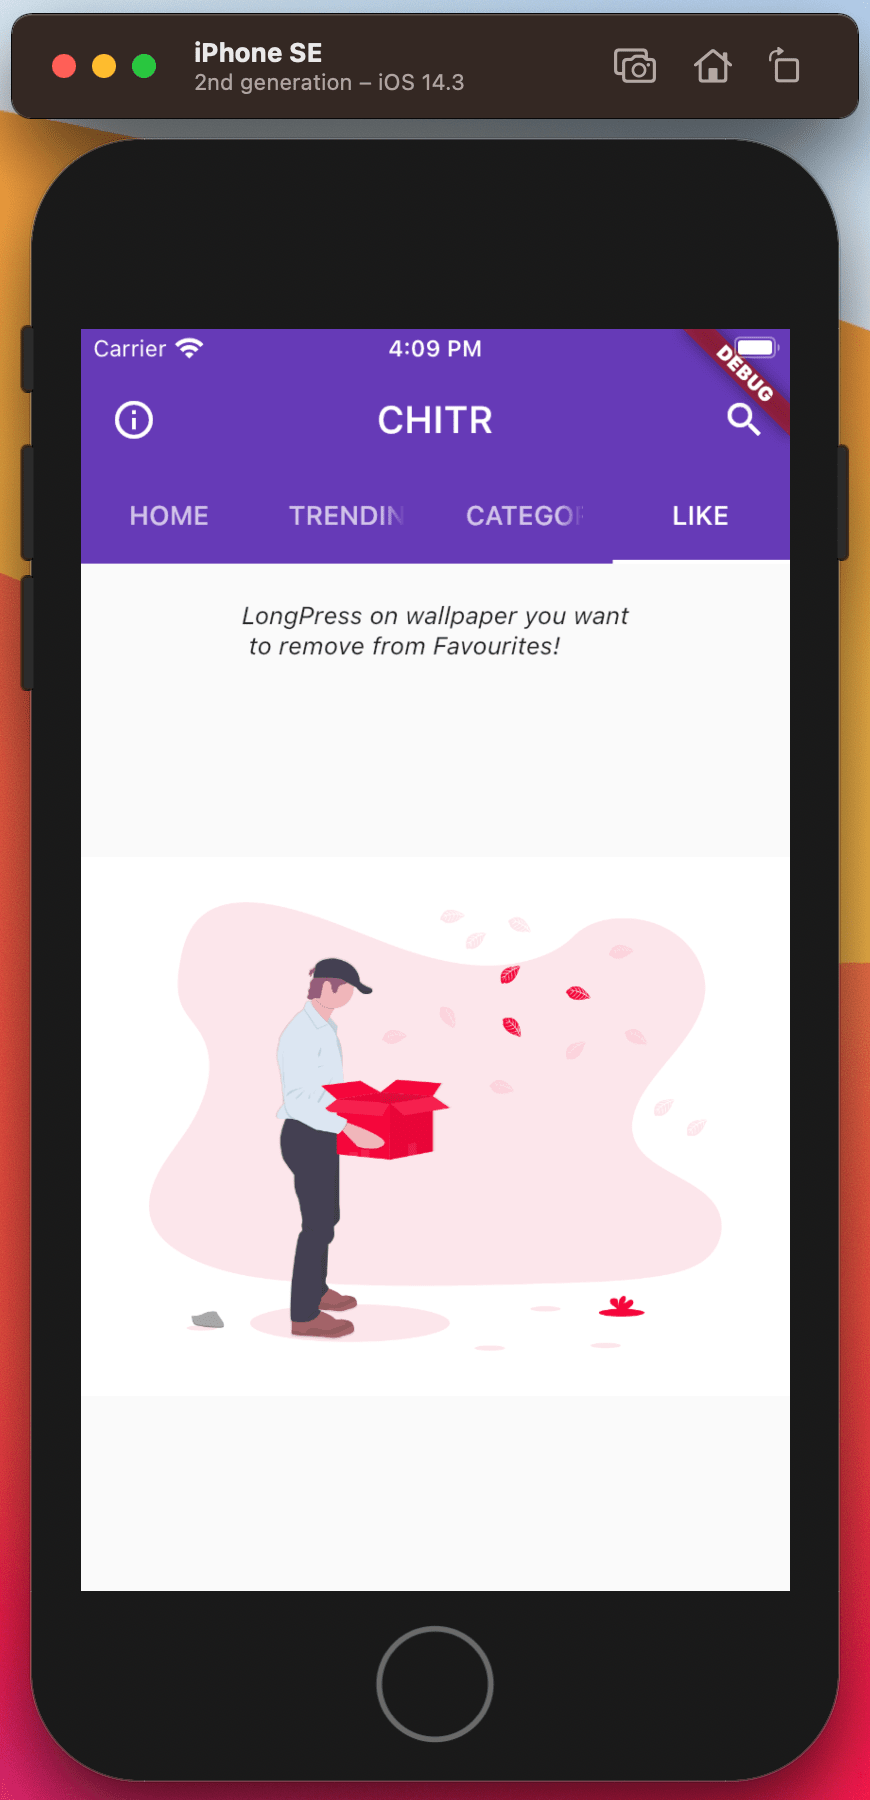 iPhone SE
2nd generation – iOS 14.3
Carrier 4:09 PM
DEBUG
CHITR
HOME TRENDIN CATEGOR LIKE
LongPress on wallpaper you want
to remove from Favourites!